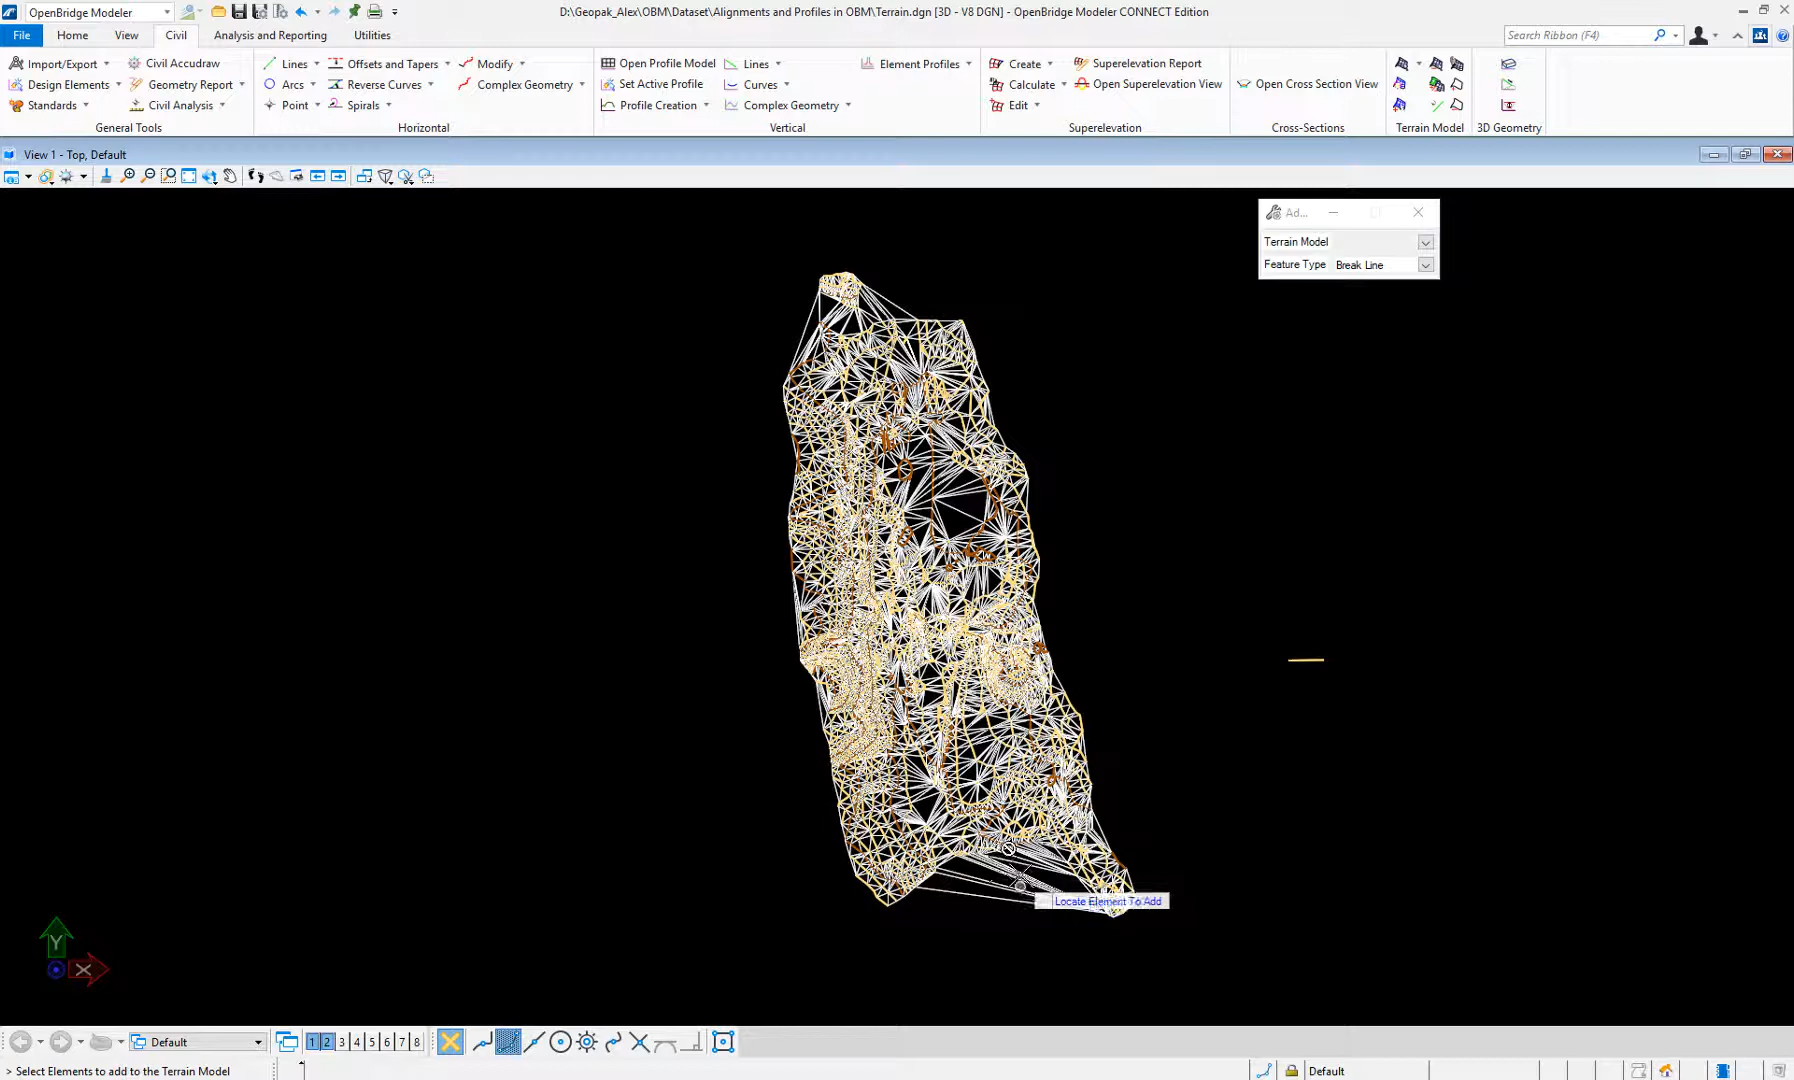 OpenBridge Modeler
D:\Geopak_Alex\OBM\Dataset\Alignments and Profiles in OBM\Terrain.dgn [3D - V8 DGN] - OpenBridge Modeler CONNECT Edition
File Home View Civil Analysis and Reporting Utilities
Search Ribbon (F4)
Import/Export Civil Accudraw Lines Offsets and Tapers Modify Open Profile Model Lines Element Profiles Create Superelevation Report
Design Elements Geometry Report Arcs Reverse Curves Complex Geometry Set Active Profile Curves Calculate Open Superelevation View Open Cross Section View
Standards Civil Analysis Point Spirals Profile Creation Complex Geometry Edit
General Tools Horizontal Vertical Superelevation Cross-Sections Terrain Model 3D Geometry
View 1 - Top, Default
Ad...
Terrain Model
Feature Type Break Line
Locate Element To Add
Y
X
Default 1 2 3 4 5 6 7 8
> Select Elements to add to the Terrain Model Default